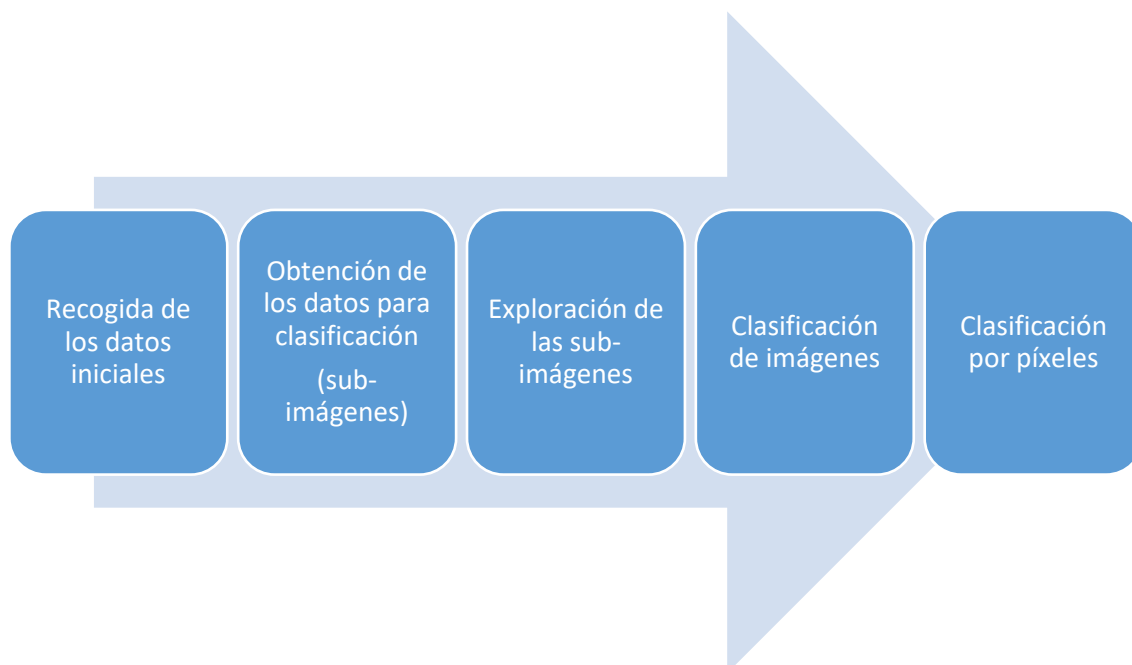 Recogida de
los datos
iniciales
Obtención de
los datos para
clasificación
(sub-
imágenes)
Exploración de
las sub-
imágenes
Clasificación
de imágenes
Clasificación
por píxeles